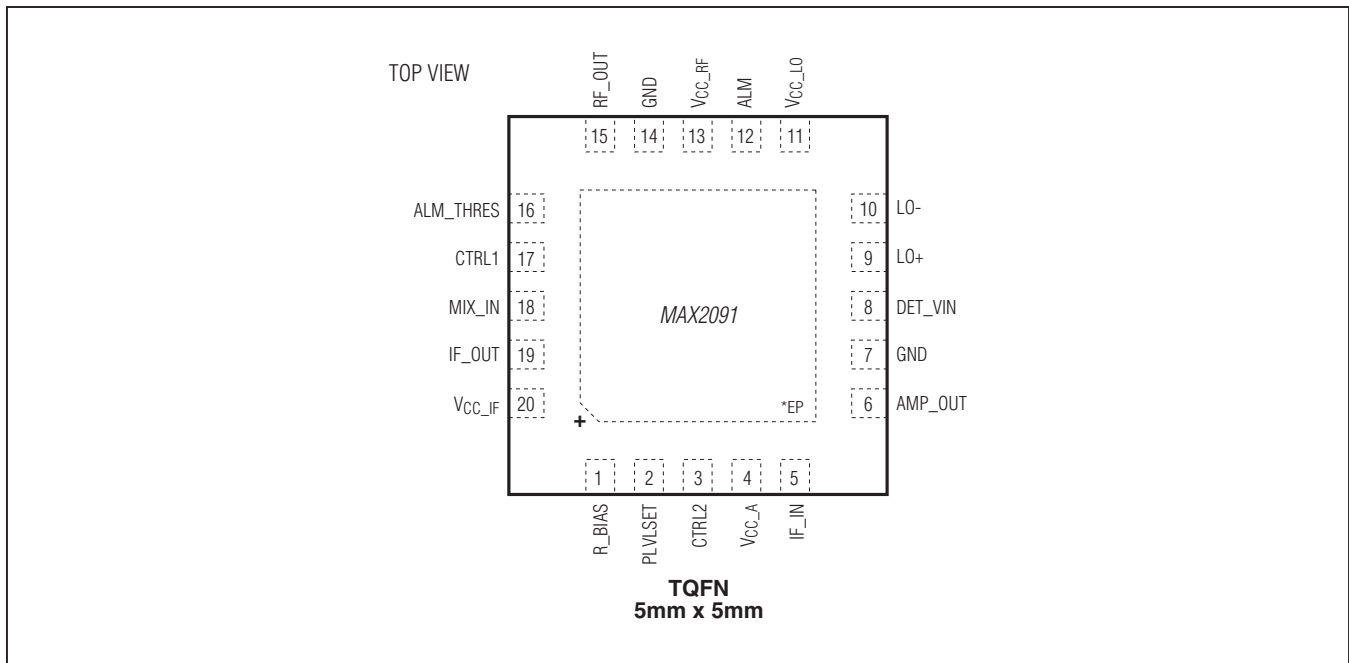 TOP VIEW
RF_OUT
GND
VCC_RF
ALM
VCC_LO
15 14 13 12 11
ALM_THRES 16
CTRL1 17
MIX_IN 18
IF_OUT 19
VCC_IF 20
MAX2091
*EP
+
10 LO-
9 LO+
8 DET_VIN
7 GND
6 AMP_OUT
1 2 3 4 5
R_BIAS
PLVLSET
CTRL2
VCC_A
IF_IN
TQFN
5mm x 5mm